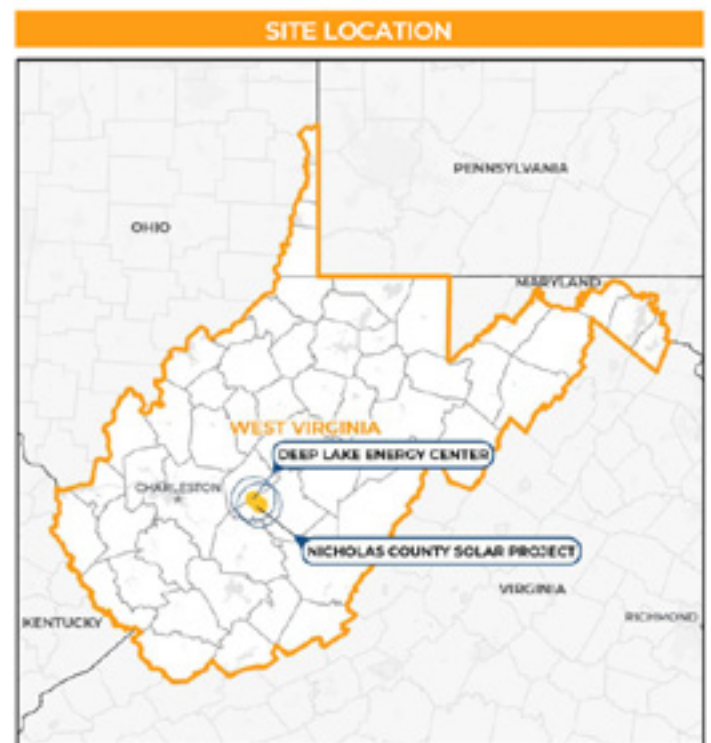 SITE LOCATION
PENNSYLVANIA
OHIO
MARYLAND
WEST VIRGINIA
DEEP LAKE ENERGY CENTER
CHARLESTON
NICHOLAS COUNTY SOLAR PROJECT
VIRGINIA
KENTUCKY
RICHMOND